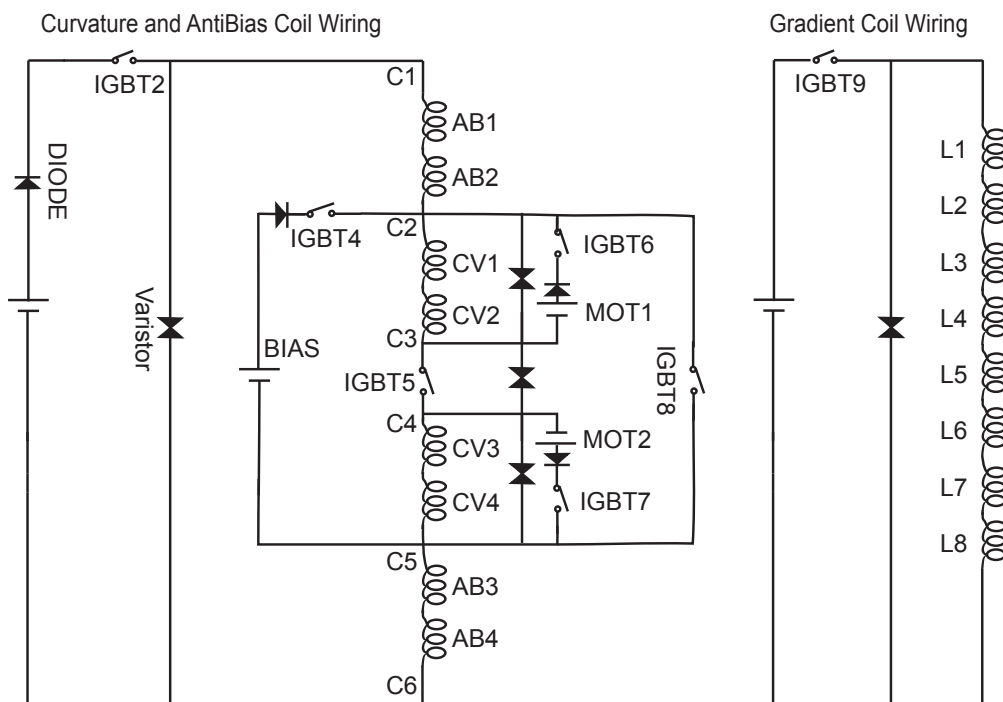 Curvature and AntiBias Coil Wiring
Gradient Coil Wiring
IGBT2
C1
IGBT9
AB1
DIODE
L1
AB2
L2
C2
IGBT4
IGBT6
CV1
L3
Varistor
CV2
MOT1
L4
C3
BIAS
IGBT5
IGBT8
L5
C4
MOT2
L6
CV3
CV4
IGBT7
L7
L8
C5
AB3
AB4
C6